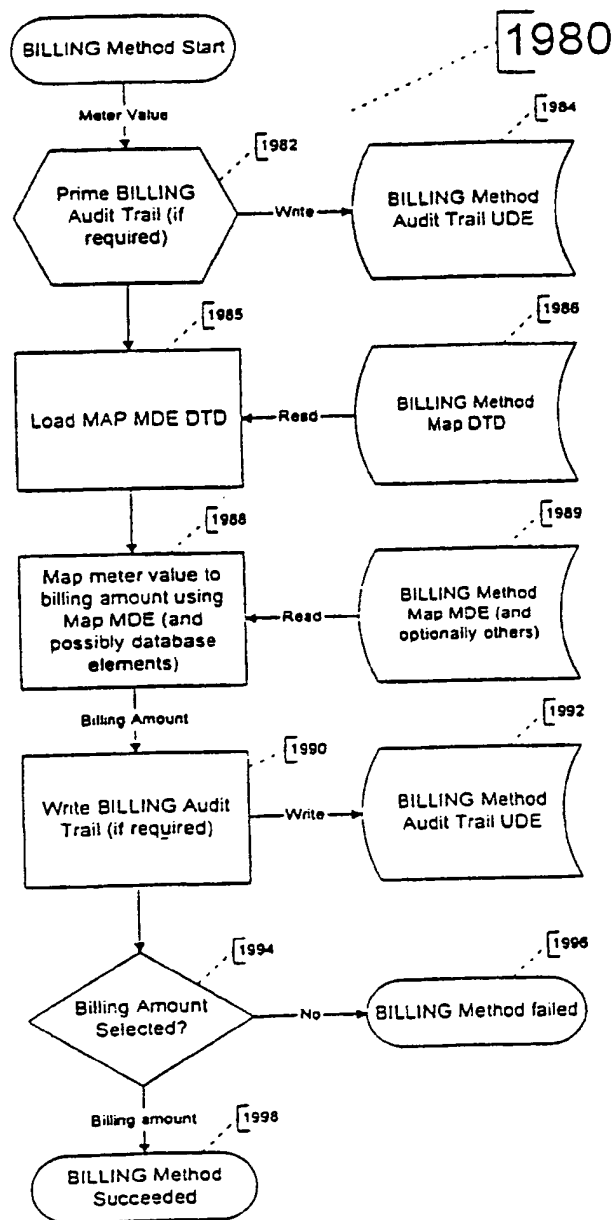 1980
BILLING Method Start
Meter Value
1982
1984
Prime BILLING
Audit Trail (if
required)
Write
BILLING Method
Audit Trail UDE
1985
1986
Load MAP MDE DTD
Read
BILLING Method
Map DTD
1988
1989
Map meter value to
billing amount using
Map MDE (and
possibly database
elements)
Read
BILLING Method
Map MDE (and
optionally others)
Billing Amount
1990
1992
Write BILLING Audit
Trail (if required)
Write
BILLING Method
Audit Trail UDE
1994
1996
Billing Amount
Selected?
No
BILLING Method failed
Billing amount
1998
BILLING Method
Succeeded